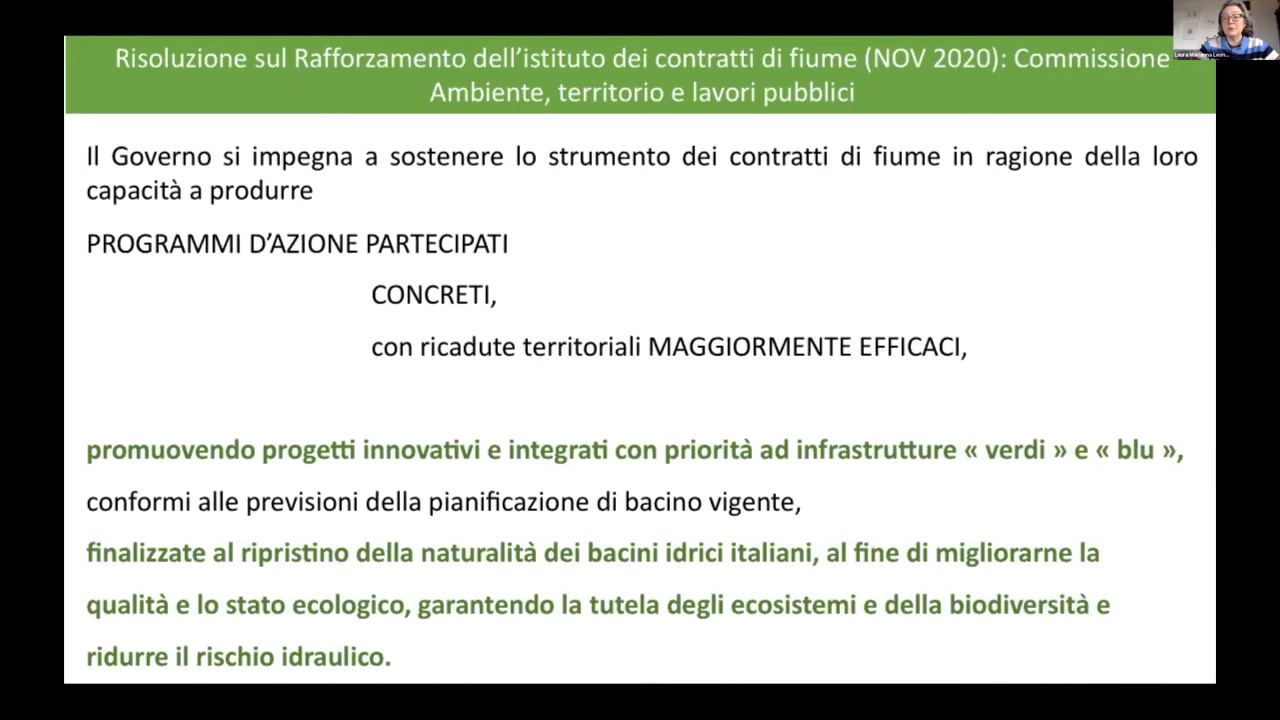 Risoluzione sul Rafforzamento dell'istituto dei contratti di fiume (NOV 2020): Commissione
Ambiente, territorio e lavori pubblici
Il Governo si impegna a sostenere lo strumento dei contratti di fiume in ragione della loro
capacità a produrre
PROGRAMMI D'AZIONE PARTECIPATI
CONCRETI,
con ricadute territoriali MAGGIORMENTE EFFICACI,
promuovendo progetti innovativi e integrati con priorità ad infrastrutture « verdi » e « blu »,
conformi alle previsioni della pianificazione di bacino vigente,
finalizzate al ripristino della naturalità dei bacini idrici italiani, al fine di migliorarne la
qualità e lo stato ecologico, garantendo la tutela degli ecosistemi e della biodiversità e
ridurre il rischio idraulico.
Laura